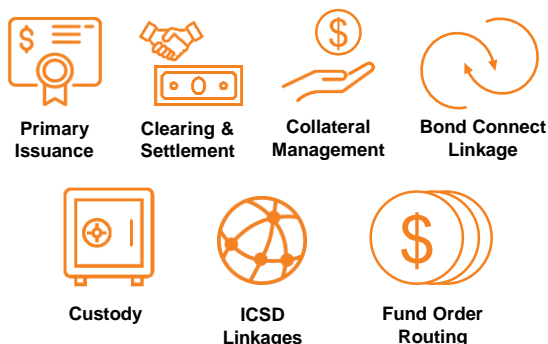 $
$
Primary
Issuance
Clearing &
Settlement
Collateral
Management
Bond Connect
Linkage
$
Custody
ICSD
Linkages
Fund Order
Routing